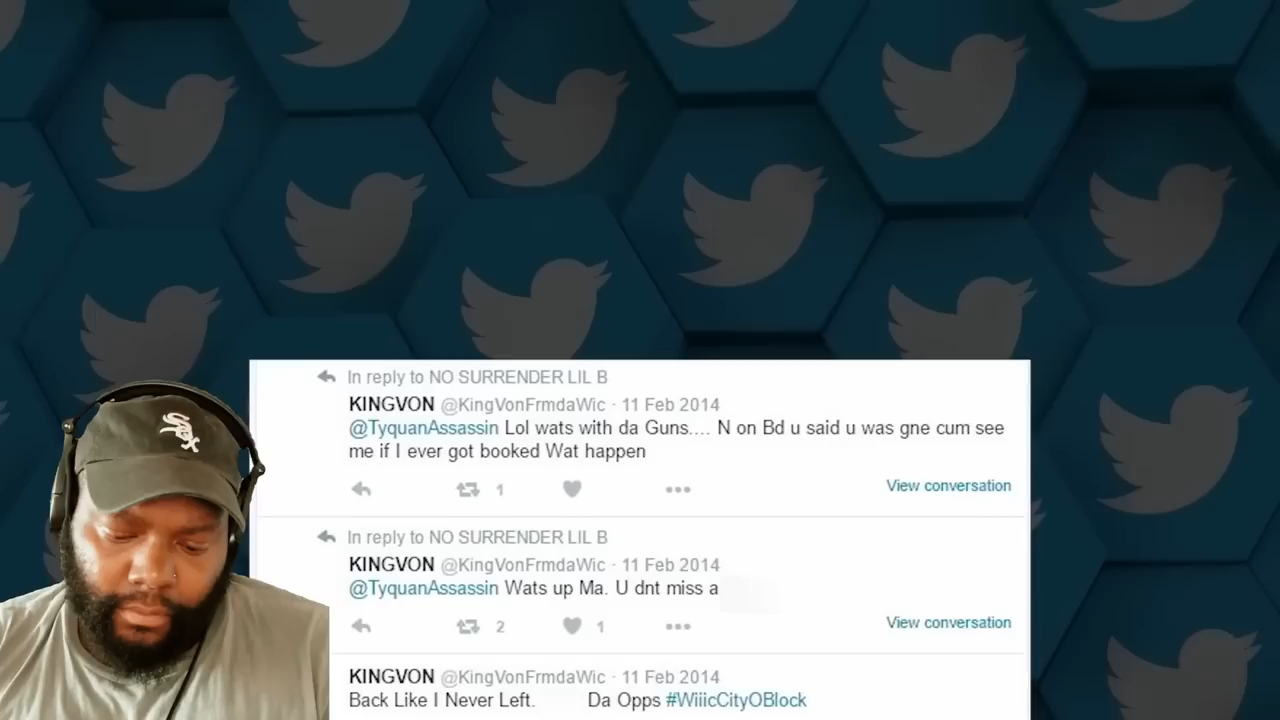 In reply to NO SURRENDER LIL B
KINGVON @KingVonFrmdaWic · 11 Feb 2014
@TyquanAssassin Lol wats with da Guns.... N on Bd u said u was gne cum see
me if I ever got booked Wat happen
1
View conversation
In reply to NO SURRENDER LIL B
KINGVON @KingVonFrmdaWic · 11 Feb 2014
@TyquanAssassin Wats up Ma. U dnt miss a
2 1
View conversation
KINGVON @KingVonFrmdaWic · 11 Feb 2014
Back Like I Never Left. Da Opps #WiiicCityOBlock
SOX